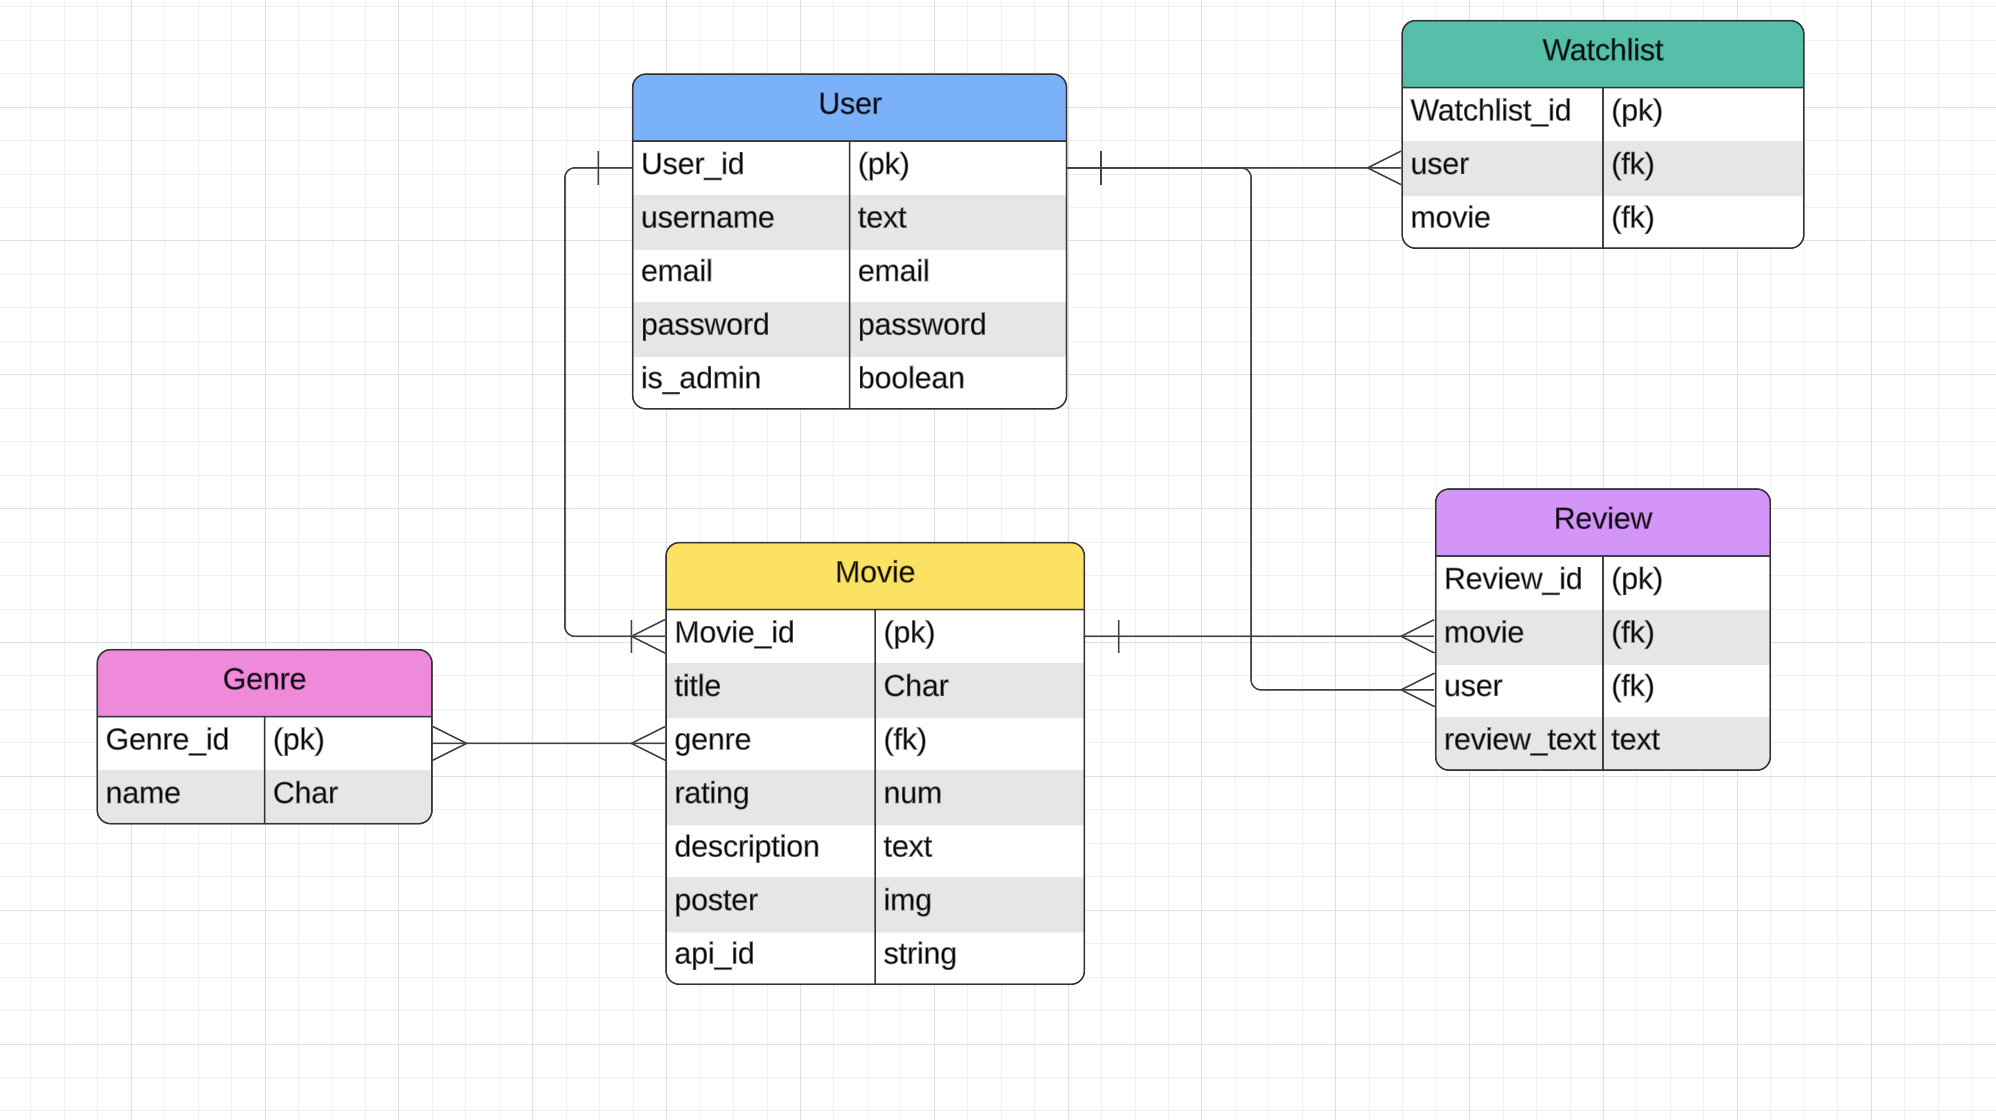 Watchlist
Watchlist_id (pk)
user (fk)
movie (fk)
User
User_id (pk)
username text
email email
password password
is_admin boolean
Review
Review_id (pk)
movie (fk)
user (fk)
review_text text
Movie
Movie_id (pk)
title Char
genre (fk)
rating num
description text
poster img
api_id string
Genre
Genre_id (pk)
name Char